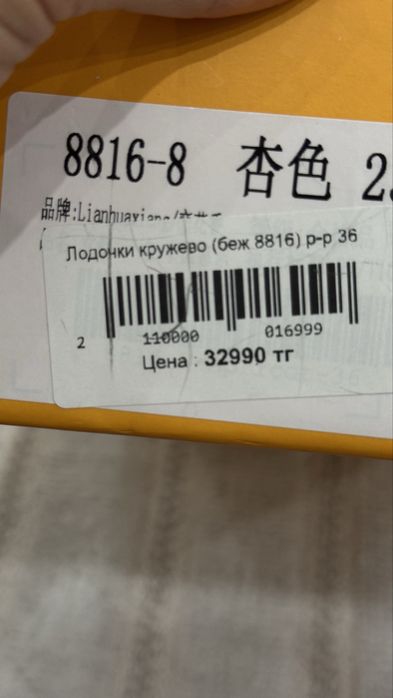 8816-8 杏色
品牌:Lianhuaxiang
Лодочки кружево (беж 8816) р-р 36
2 110000 016999
Цена : 32990 тг